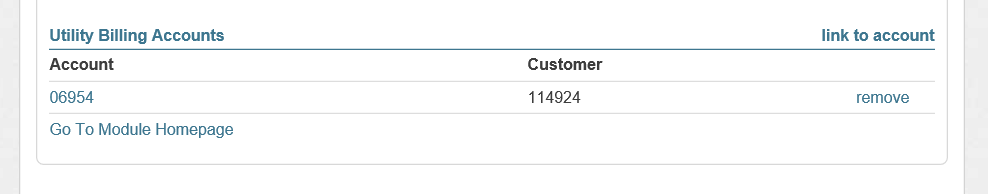 Utility Billing Accounts link to account
Account Customer
06954 114924 remove
Go To Module Homepage